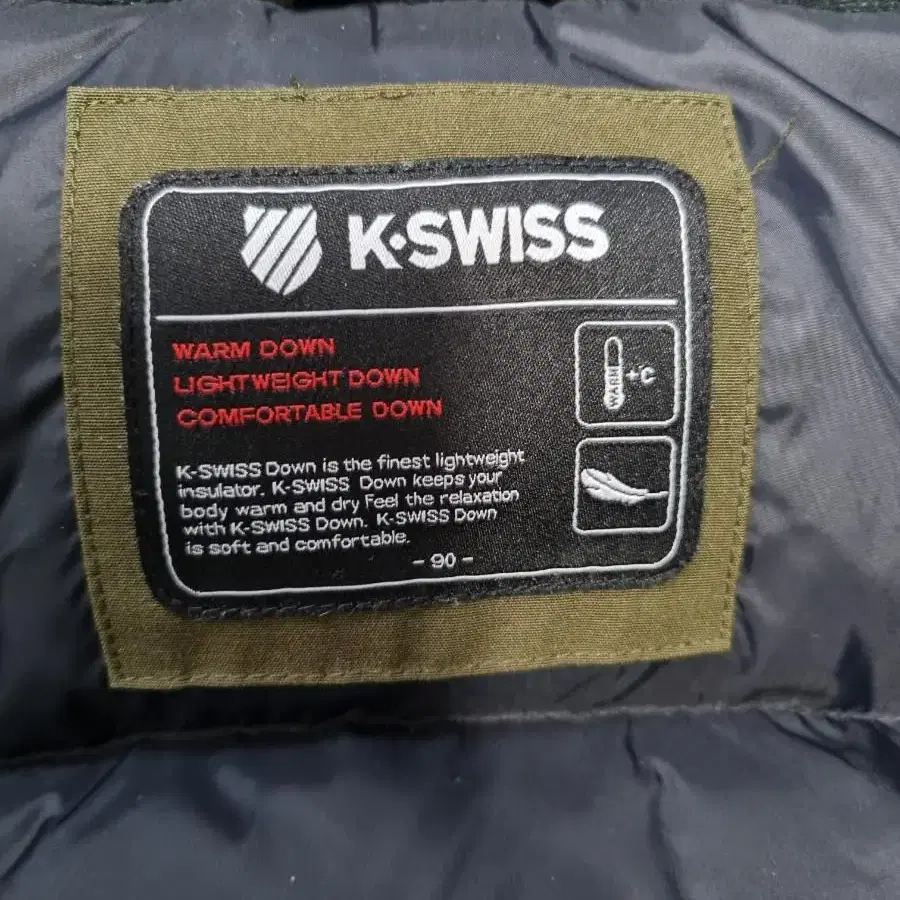 K·SWISS
WARM DOWN
LIGHTWEIGHT DOWN
COMFORTABLE DOWN
WARM +°C
K-SWISS Down is the finest lightweight
insulator. K-SWISS Down keeps your
body warm and dry Feel the relaxation
with K-SWISS Down. K-SWISS Down
is soft and comfortable.
- 90 -